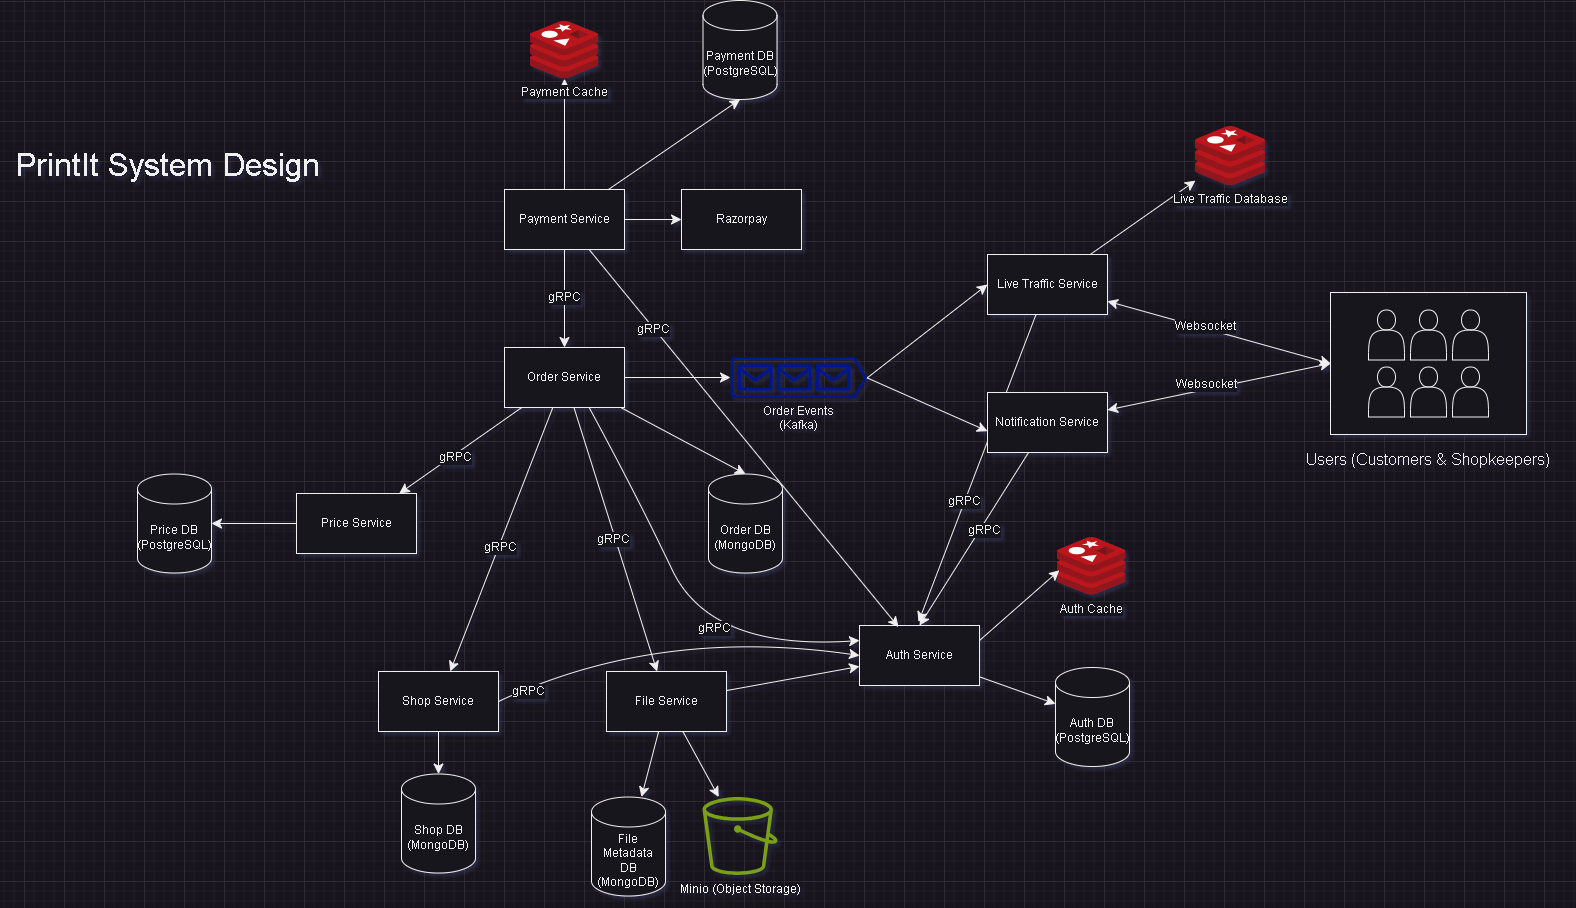 Payment DB
(PostgreSQL)
Payment Cache
PrintIt System Design
Live Traffic Database
Payment Service
Razorpay
Live Traffic Service
gRPC
gRPC
Websocket
Order Service
Websocket
Order Events
(Kafka)
Notification Service
gRPC
Users (Customers & Shopkeepers)
gRPC
Price DB
(PostgreSQL)
Price Service
Order DB
(MongoDB)
gRPC
gRPC
gRPC
Auth Cache
gRPC
Auth Service
gRPC
Shop Service
File Service
Auth DB
(PostgreSQL)
Shop DB
(MongoDB)
File
Metadata
DB
(MongoDB)
Minio (Object Storage)